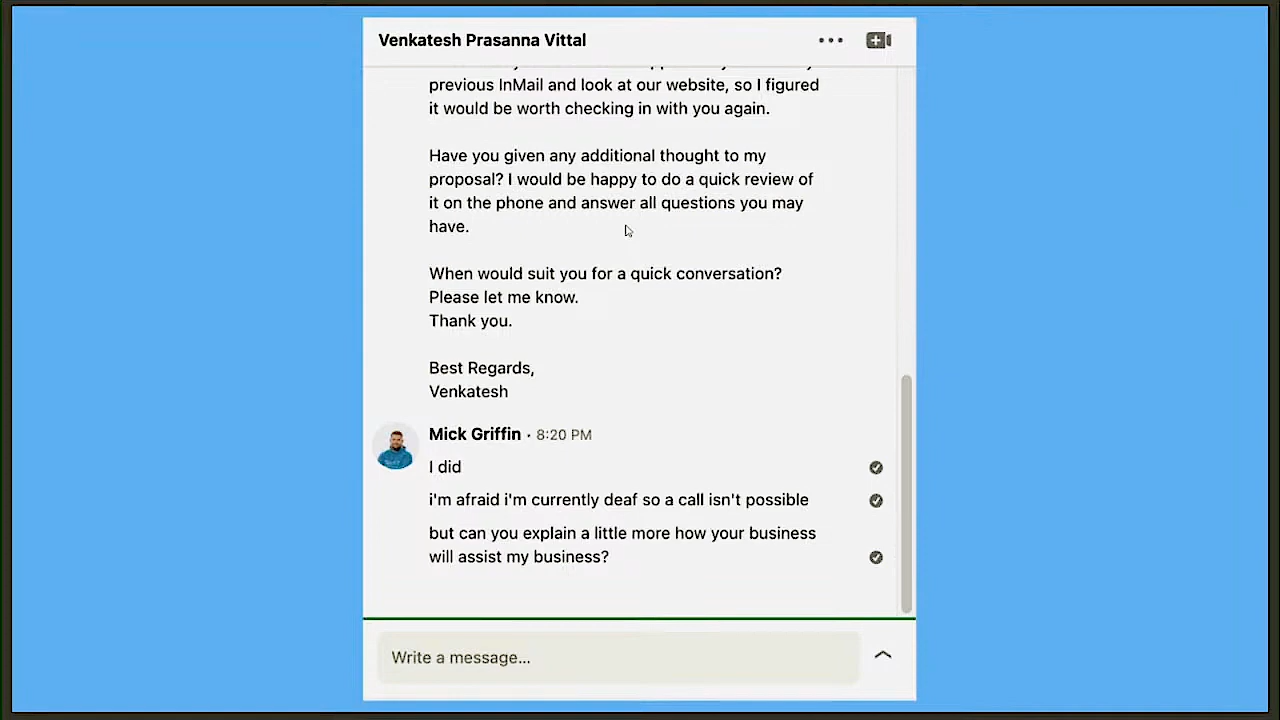 Venkatesh Prasanna Vittal
previous InMail and look at our website, so I figured
it would be worth checking in with you again.
Have you given any additional thought to my
proposal? I would be happy to do a quick review of
it on the phone and answer all questions you may
have.
When would suit you for a quick conversation?
Please let me know.
Thank you.
Best Regards,
Venkatesh
Mick Griffin · 8:20 PM
I did
i'm afraid i'm currently deaf so a call isn't possible
but can you explain a little more how your business
will assist my business?
Write a message...